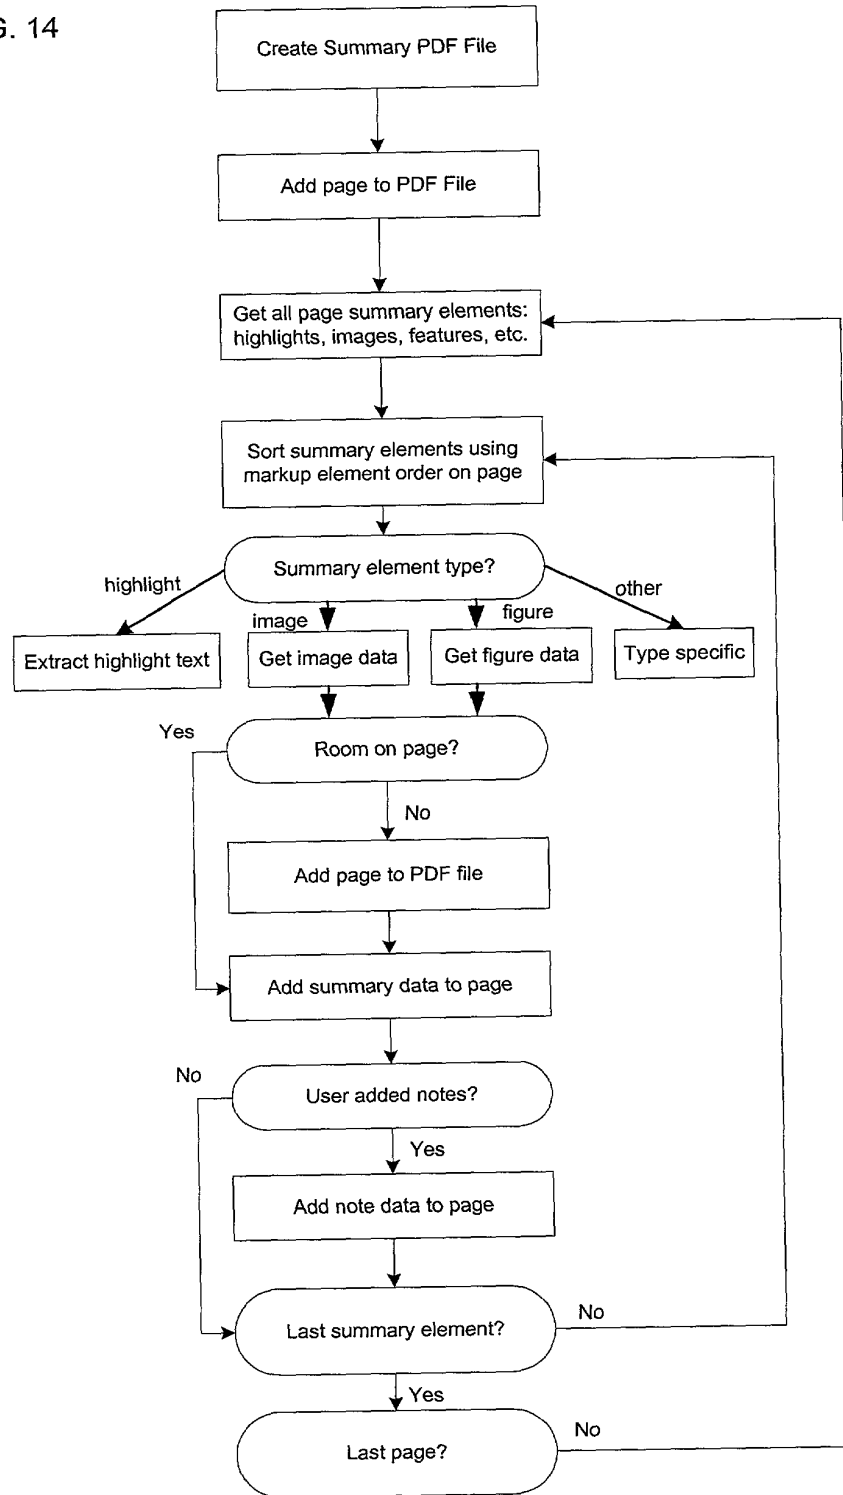 G. 14
Create Summary PDF File
Add page to PDF File
Get all page summary elements:
highlights, images, features, etc.
Sort summary elements using
markup element order on page
Summary element type?
highlight
image
figure
other
Extract highlight text
Get image data
Get figure data
Type specific
Room on page?
Yes
No
Add page to PDF file
Add summary data to page
User added notes?
No
Yes
Add note data to page
Last summary element?
No
Yes
Last page?
No